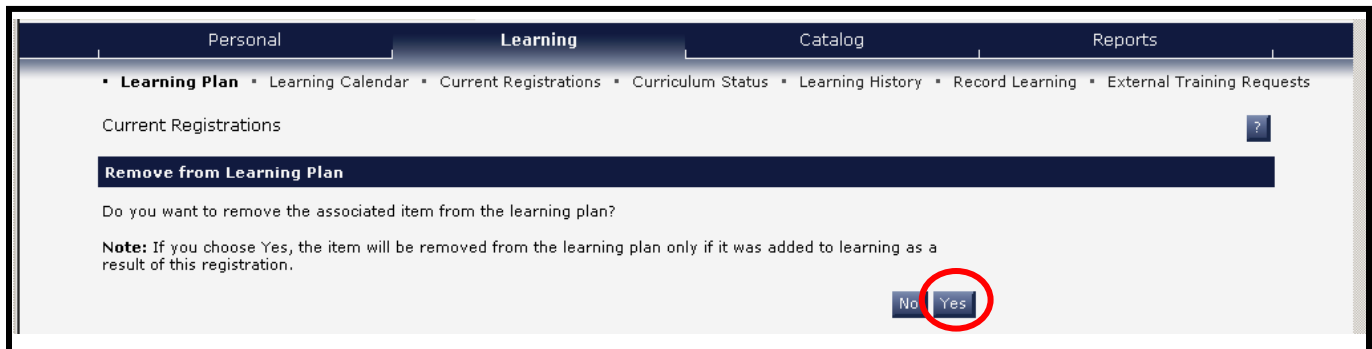 Personal Learning Catalog Reports
▪ Learning Plan ▪ Learning Calendar ▪ Current Registrations ▪ Curriculum Status ▪ Learning History ▪ Record Learning ▪ External Training Requests
Current Registrations ?
Remove from Learning Plan
Do you want to remove the associated item from the learning plan?
Note: If you choose Yes, the item will be removed from the learning plan only if it was added to learning as a
result of this registration.
No Yes